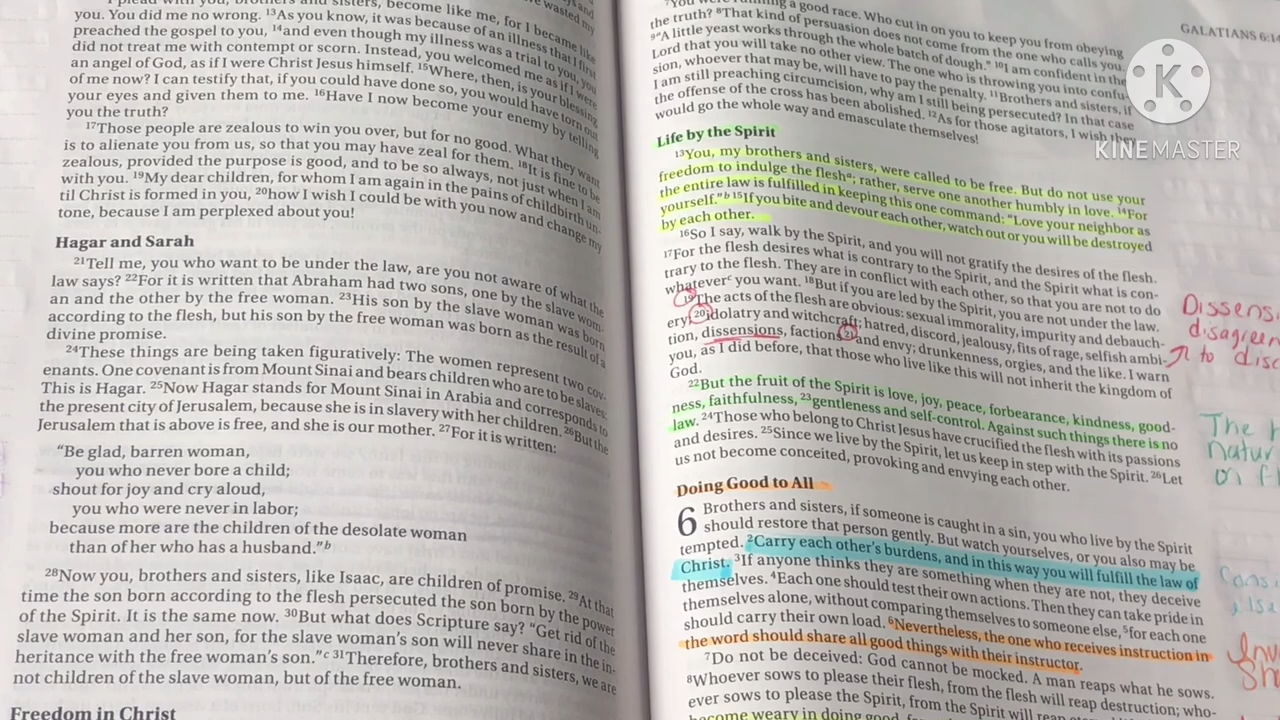 you. You did me no wrong. 13As you know, it was because of an illness that I first
preached the gospel to you, 14and even though my illness was a trial to you, you
did not treat me with contempt or scorn. Instead, you welcomed me as if I were
an angel of God, as if I were Christ Jesus himself. 15Where, then, is your blessing
of me now? I can testify that, if you could have done so, you would have torn out
your eyes and given them to me. 16Have I now become your enemy by telling
you the truth?
17Those people are zealous to win you over, but for no good. What they want
is to alienate you from us, so that you may have zeal for them. 18It is fine to be
zealous, provided the purpose is good, and to be so always, not just when I am
with you. 19My dear children, for whom I am again in the pains of childbirth un-
til Christ is formed in you, 20how I wish I could be with you now and change my
tone, because I am perplexed about you!
Hagar and Sarah
21Tell me, you who want to be under the law, are you not aware of what the
law says? 22For it is written that Abraham had two sons, one by the slave wom-
an and the other by the free woman. 23His son by the slave woman was born
according to the flesh, but his son by the free woman was born as the result of a
divine promise.
24These things are being taken figuratively: The women represent two cov-
enants. One covenant is from Mount Sinai and bears children who are to be slaves:
This is Hagar. 25Now Hagar stands for Mount Sinai in Arabia and corresponds to
the present city of Jerusalem, because she is in slavery with her children. 26But the
Jerusalem that is above is free, and she is our mother. 27For it is written:
"Be glad, barren woman,
you who never bore a child;
shout for joy and cry aloud,
you who were never in labor;
because more are the children of the desolate woman
than of her who has a husband."b
28Now you, brothers and sisters, like Isaac, are children of promise. 29At that
time the son born according to the flesh persecuted the son born by the power
of the Spirit. It is the same now. 30But what does Scripture say? "Get rid of the
slave woman and her son, for the slave woman's son will never share in the in-
heritance with the free woman's son."c 31Therefore, brothers and sisters, we are
not children of the slave woman, but of the free woman.
Freedom in Christ
GALATIANS 6:14
7You were running a good race. Who cut in on you to keep you from obeying
the truth? 8That kind of persuasion does not come from the one who calls you.
9"A little yeast works through the whole batch of dough." 10I am confident in the
Lord that you will take no other view. The one who is throwing you into confu-
sion, whoever that may be, will have to pay the penalty. 11Brothers and sisters, if
I am still preaching circumcision, why am I still being persecuted? In that case
the offense of the cross has been abolished. 12As for those agitators, I wish they
would go the whole way and emasculate themselves!
Life by the Spirit
13You, my brothers and sisters, were called to be free. But do not use your
freedom to indulge the flesha; rather, serve one another humbly in love. 14For
the entire law is fulfilled in keeping this one command: "Love your neighbor as
yourself."b 15If you bite and devour each other, watch out or you will be destroyed
by each other.
16So I say, walk by the Spirit, and you will not gratify the desires of the flesh.
17For the flesh desires what is contrary to the Spirit, and the Spirit what is con-
trary to the flesh. They are in conflict with each other, so that you are not to do
whateverc you want. 18But if you are led by the Spirit, you are not under the law.
19The acts of the flesh are obvious: sexual immorality, impurity and debauch-
ery; 20idolatry and witchcraft; hatred, discord, jealousy, fits of rage, selfish ambi-
tion, dissensions, factions 21and envy; drunkenness, orgies, and the like. I warn
you, as I did before, that those who live like this will not inherit the kingdom of
God.
22But the fruit of the Spirit is love, joy, peace, forbearance, kindness, good-
ness, faithfulness, 23gentleness and self-control. Against such things there is no
law. 24Those who belong to Christ Jesus have crucified the flesh with its passions
and desires. 25Since we live by the Spirit, let us keep in step with the Spirit. 26Let
us not become conceited, provoking and envying each other.
Doing Good to All
6 Brothers and sisters, if someone is caught in a sin, you who live by the Spirit
should restore that person gently. But watch yourselves, or you also may be
tempted. 2Carry each other's burdens, and in this way you will fulfill the law of
Christ. 3If anyone thinks they are something when they are not, they deceive
themselves. 4Each one should test their own actions. Then they can take pride in
themselves alone, without comparing themselves to someone else, 5for each one
should carry their own load. 6Nevertheless, the one who receives instruction in
the word should share all good things with their instructor.
7Do not be deceived: God cannot be mocked. A man reaps what he sows.
8Whoever sows to please their flesh, from the flesh will reap destruction; who-
ever sows to please the Spirit, from the Spirit will reap
become weary in doing good,
Dissensi
disagree
to disc
The
Natur
on
K
KINEMASTER